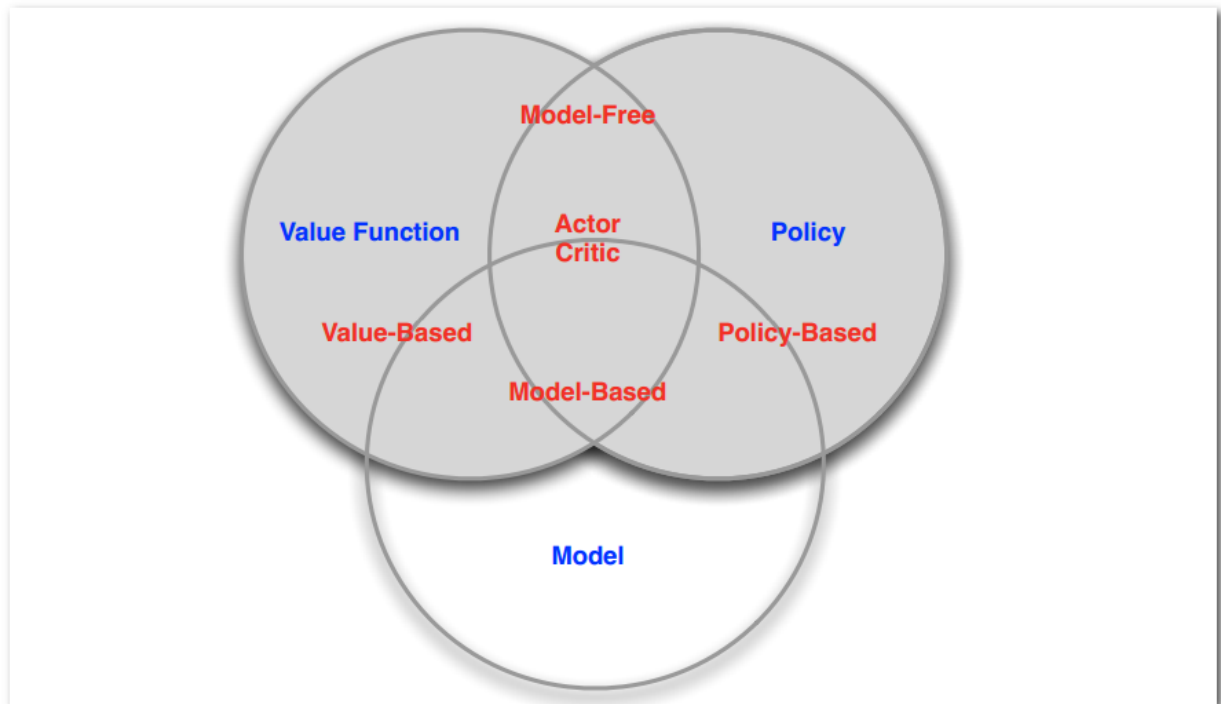 Model-Free
Actor
Critic
Value Function
Policy
Value-Based
Policy-Based
Model-Based
Model